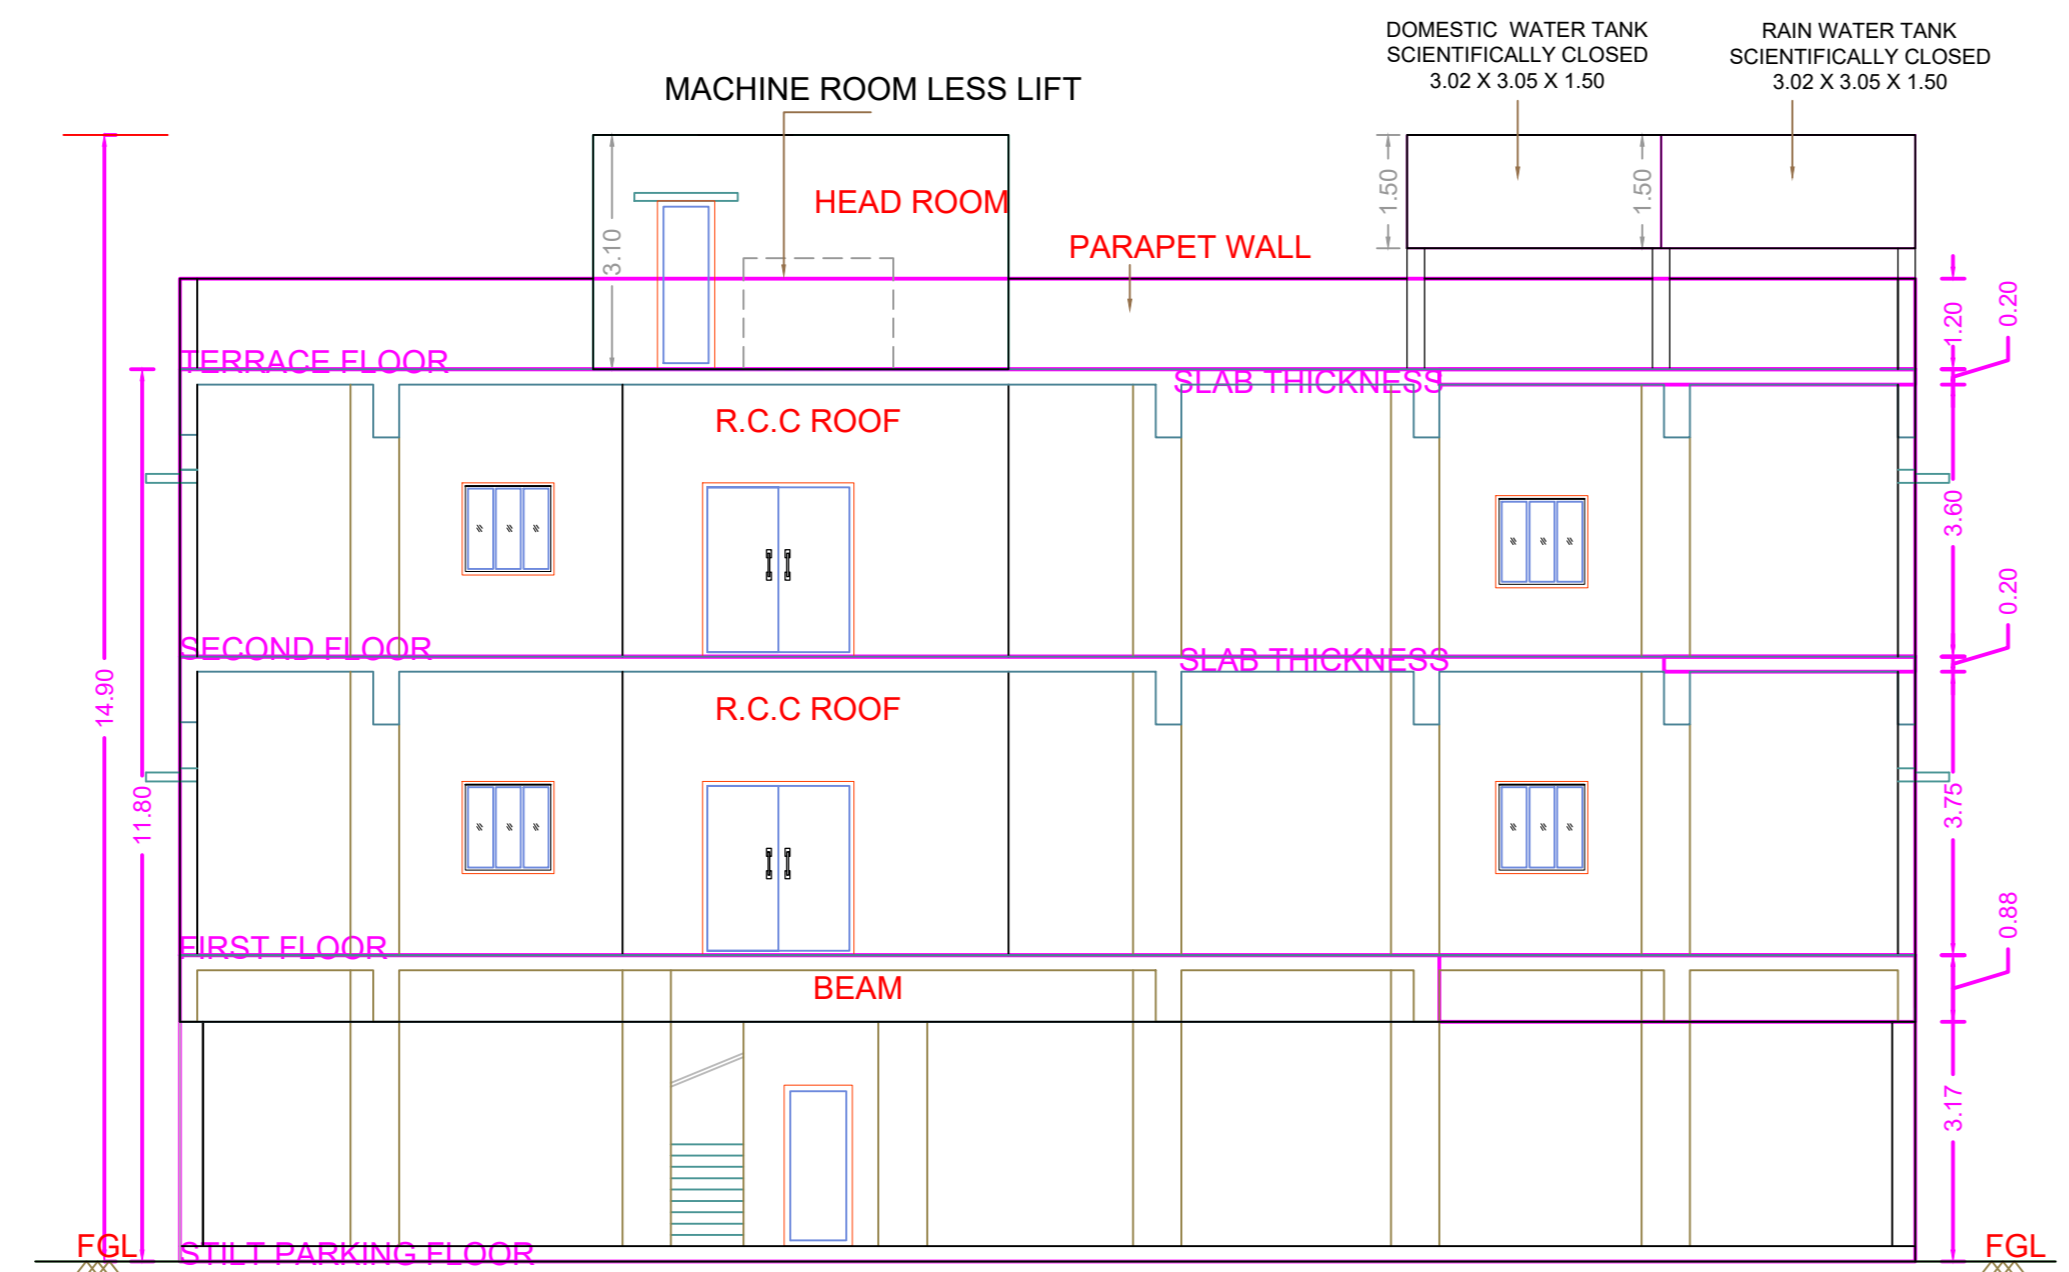 DOMESTIC WATER TANK
SCIENTIFICALLY CLOSED
3.02 X 3.05 X 1.50
RAIN WATER TANK
SCIENTIFICALLY CLOSED
3.02 X 3.05 X 1.50
MACHINE ROOM LESS LIFT
HEAD ROOM
3.10
PARAPET WALL
1.50
1.50
1.20
0.20
TERRACE FLOOR
SLAB THICKNESS
R.C.C ROOF
3.60
0.20
SECOND FLOOR
SLAB THICKNESS
14.90
R.C.C ROOF
11.80
3.75
0.88
FIRST FLOOR
BEAM
3.17
FGL
STILT PARKING FLOOR
FGL